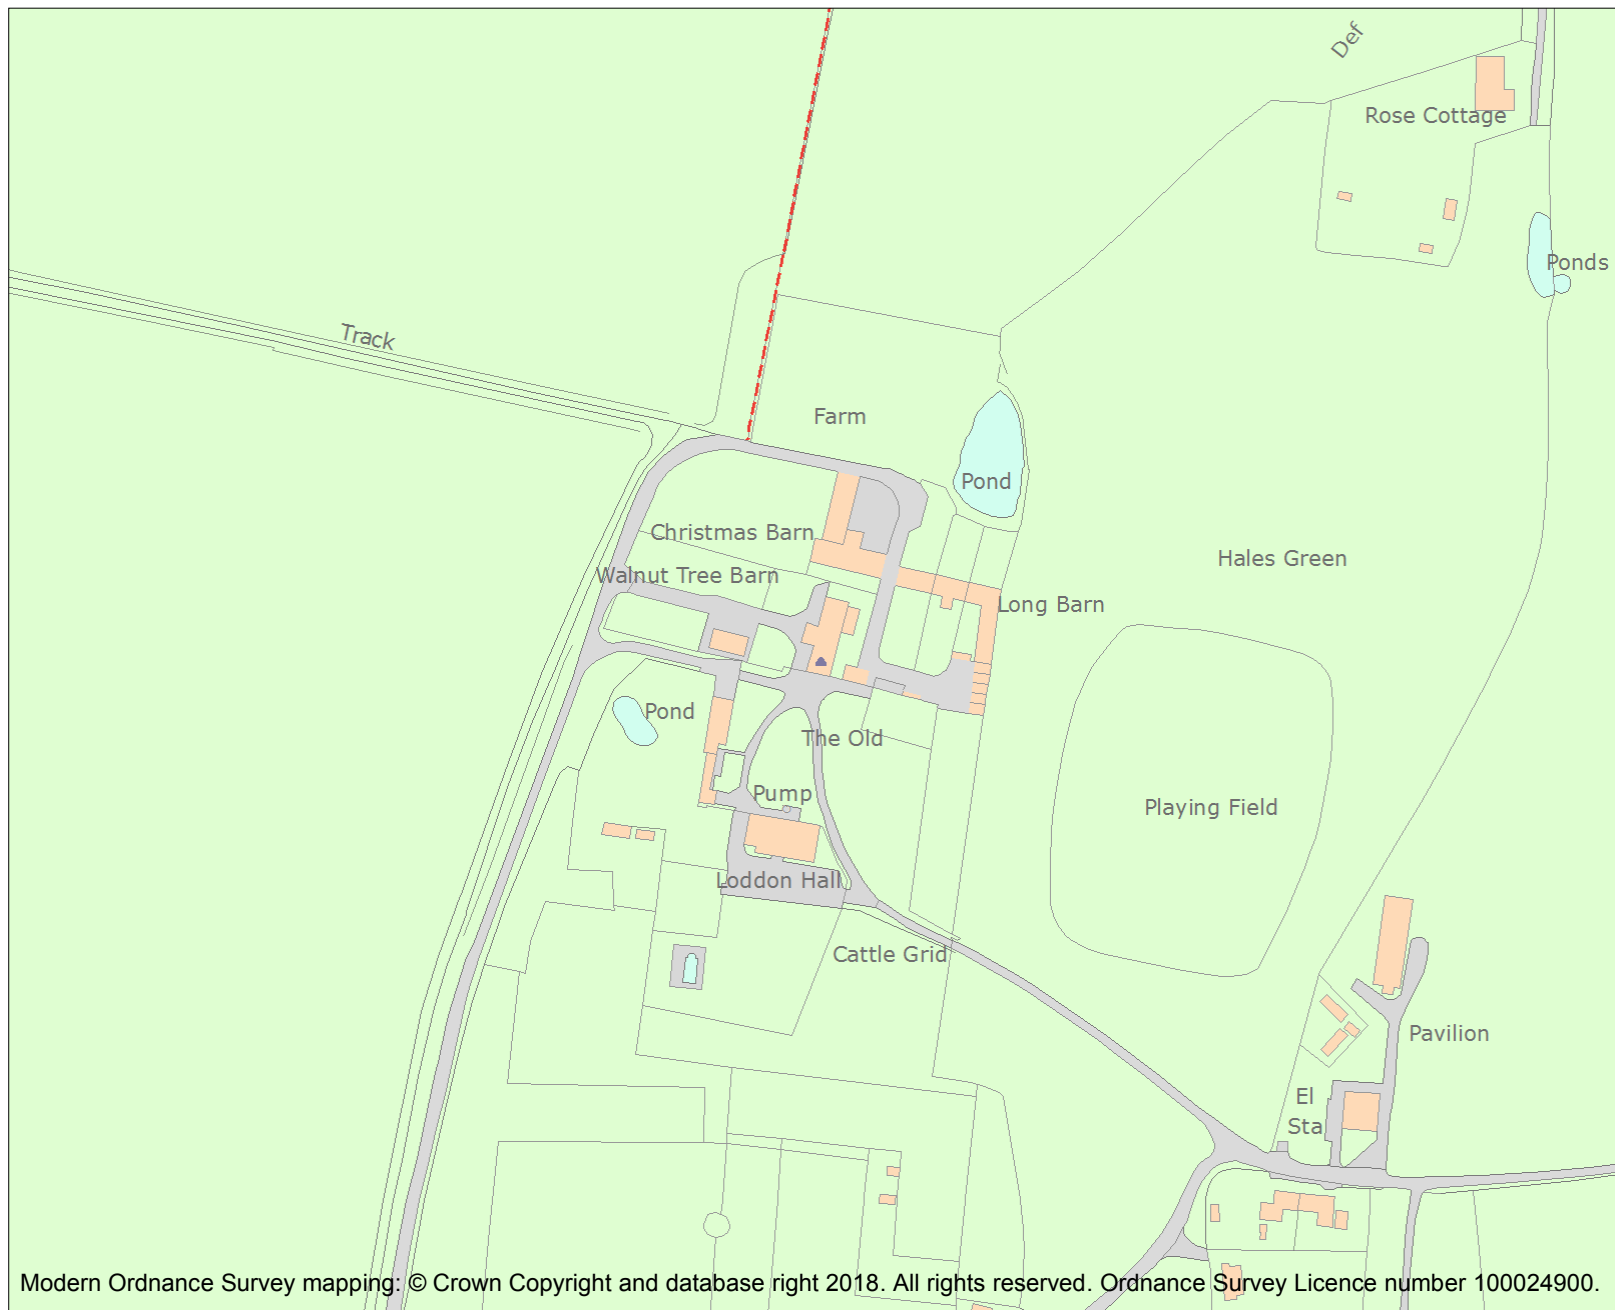 Def
Rose Cottage
Ponds
Track
Farm
Pond
Christmas Barn
Hales Green
Walnut Tree Barn
Long Barn
Pond
The Old
Pump
Playing Field
Loddon Hall
Cattle Grid
Pavilion
El
Sta
Modern Ordnance Survey mapping: © Crown Copyright and database right 2018. All rights reserved. Ordnance Survey Licence number 100024900.